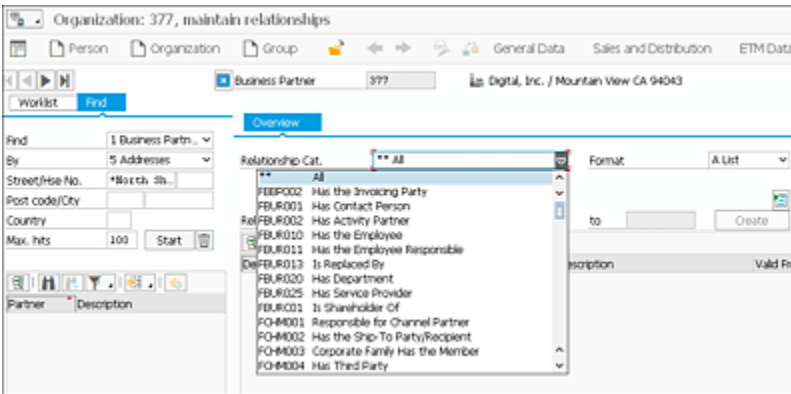 Organization: 377, maintain relationships
Person Organization Group General Data Sales and Distribution ETM Data
Business Partner 377 Digital, Inc. / Mountain View CA 94043
Worklist Find
Overview
Find 1 Business Partn...
By 5 Addresses
Relationship Cat. ** All Format A List
Street/Hse No. *North Sh...
Post code/City
Country
Max. hits 100 Start
** All
FBBP002 Has the Invoicing Party
FBUR001 Has Contact Person
Rel FBUR002 Has Activity Partner to Create
FBUR010 Has the Employee
FBUR011 Has the Employee Responsible
De FBUR013 Is Replaced By scription Valid Fr
FBUR020 Has Department
FBUR025 Has Service Provider
FBURC01 Is Shareholder Of
FCHM001 Responsible for Channel Partner
FCHM002 Has the Ship-To Party/Recipient
FCHM003 Corporate Family Has the Member
FCHM004 Has Third Party
Partner Description